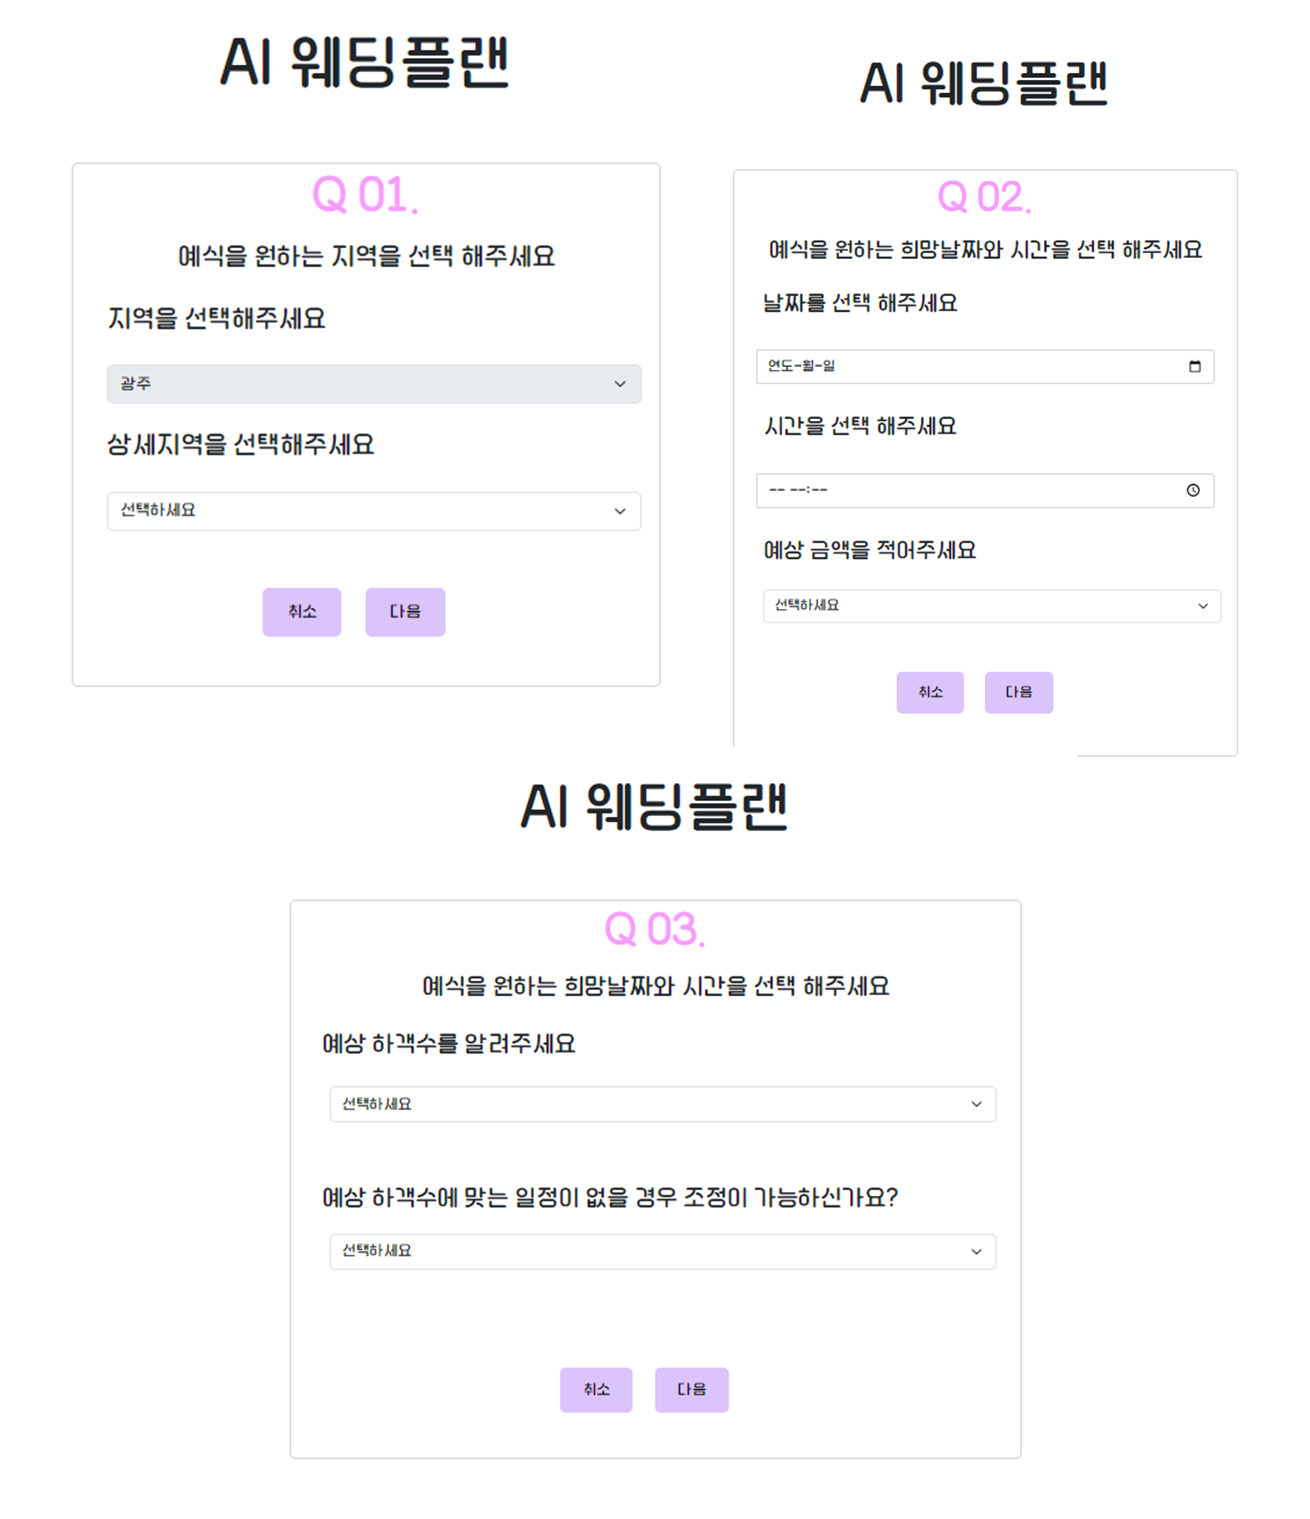 AI 웨딩플랜
Q 01.
예식을 원하는 지역을 선택 해주세요
지역을 선택해주세요
광주
상세지역을 선택해주세요
선택하세요
취소 다음
AI 웨딩플랜
Q 02.
예식을 원하는 희망날짜와 시간을 선택 해주세요
날짜를 선택 해주세요
연도-월-일
시간을 선택 해주세요
-- --:--
예상 금액을 적어주세요
선택하세요
취소 다음
AI 웨딩플랜
Q 03.
예식을 원하는 희망날짜와 시간을 선택 해주세요
예상 하객수를 알려주세요
선택하세요
예상 하객수에 맞는 일정이 없을 경우 조정이 가능하신가요?
선택하세요
취소 다음